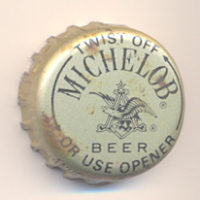 TWIST OFF
MICHELOB
®
BEER
OR USE OPENER